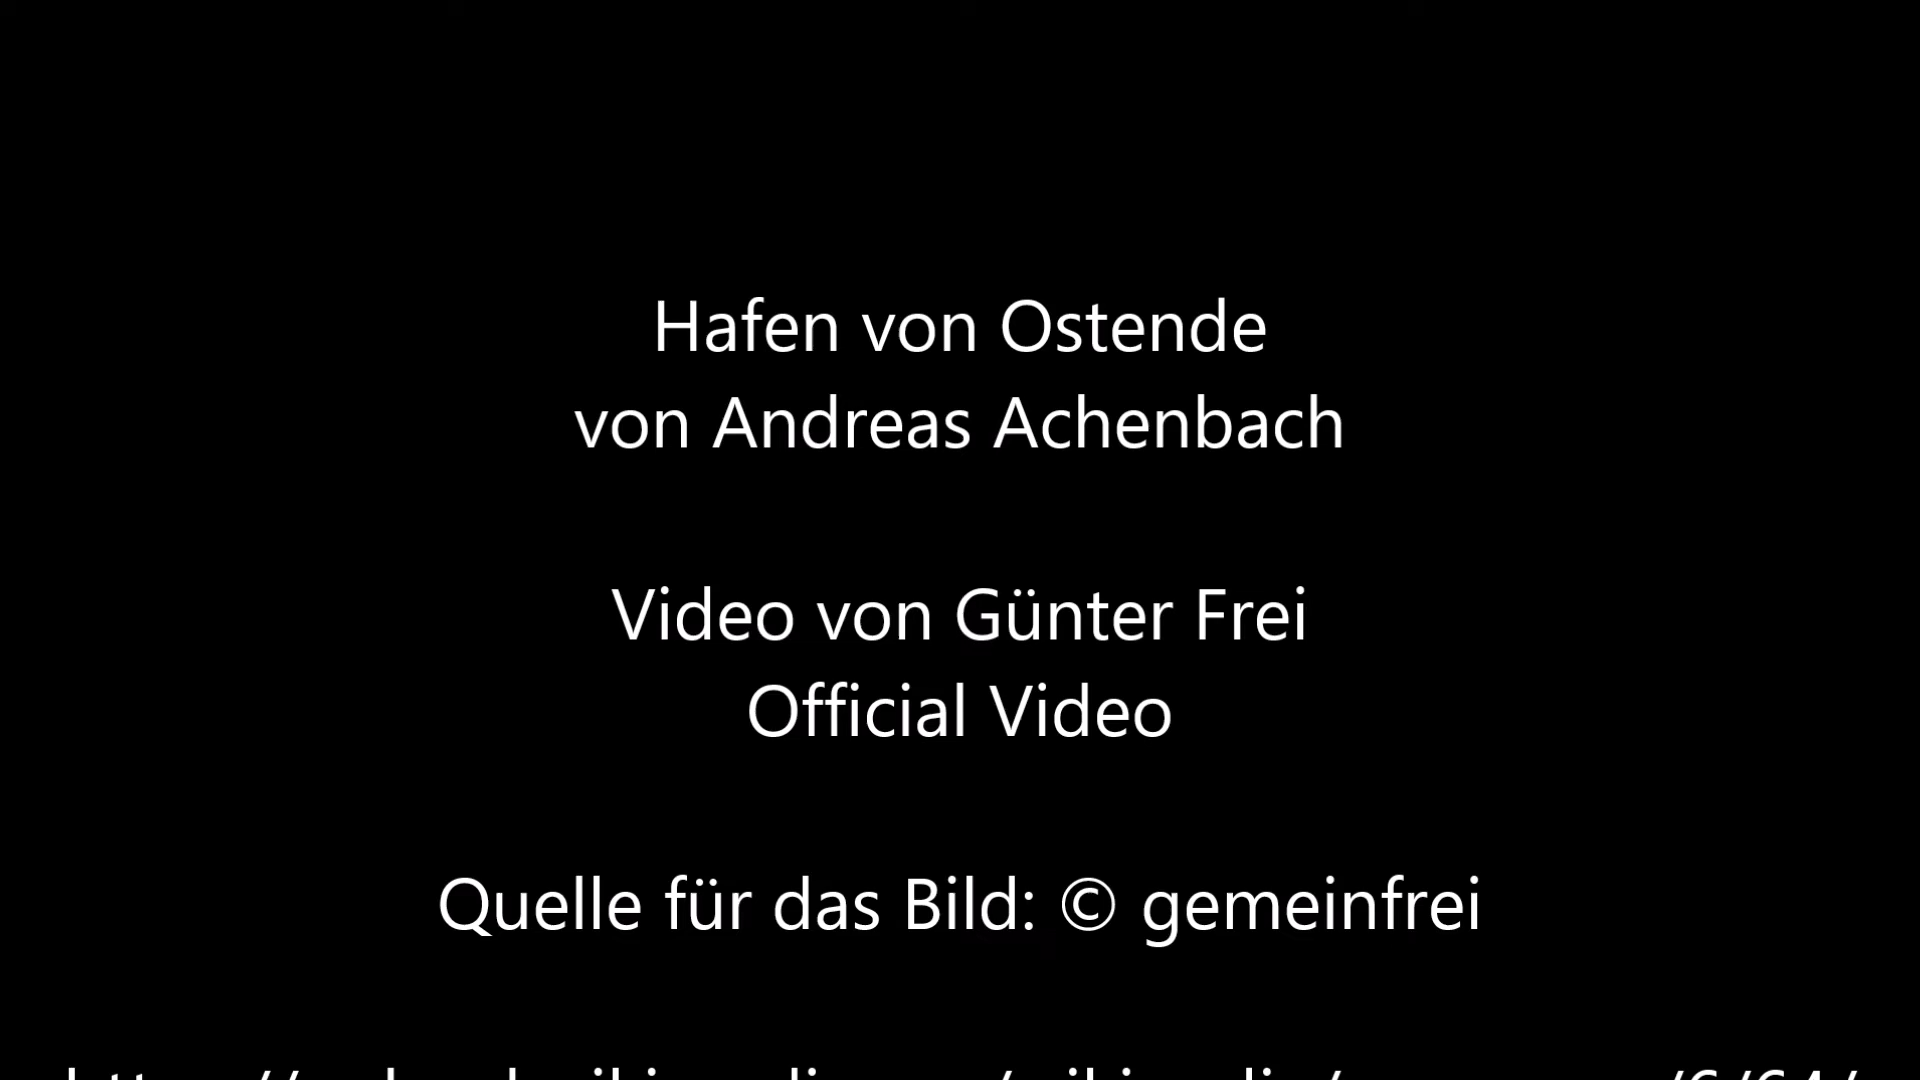 Hafen von Ostende
von Andreas Achenbach
Video von Günter Frei
Official Video
Quelle für das Bild: © gemeinfrei